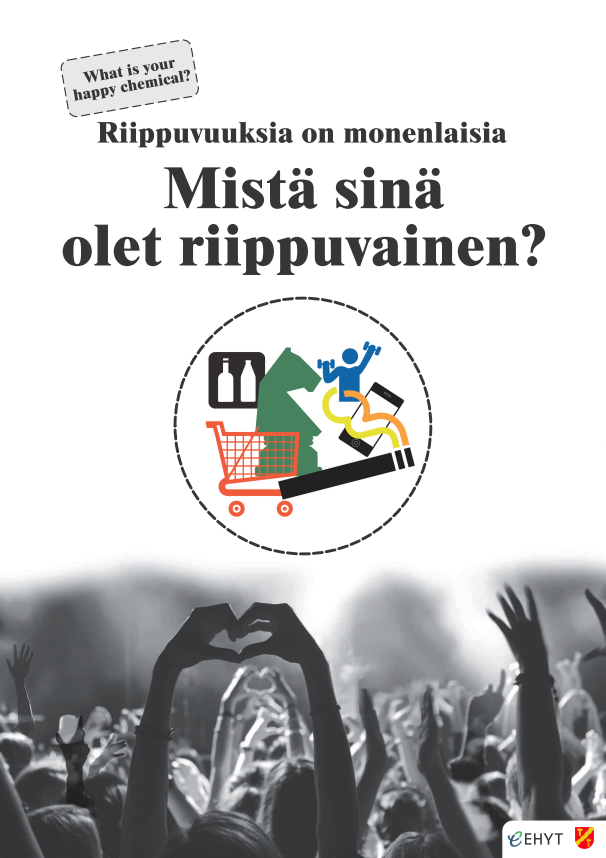 What is your
happy chemical?
Riippuvuuksia on monenlaisia
Mistä sinä
olet riippuvainen?
EHYT